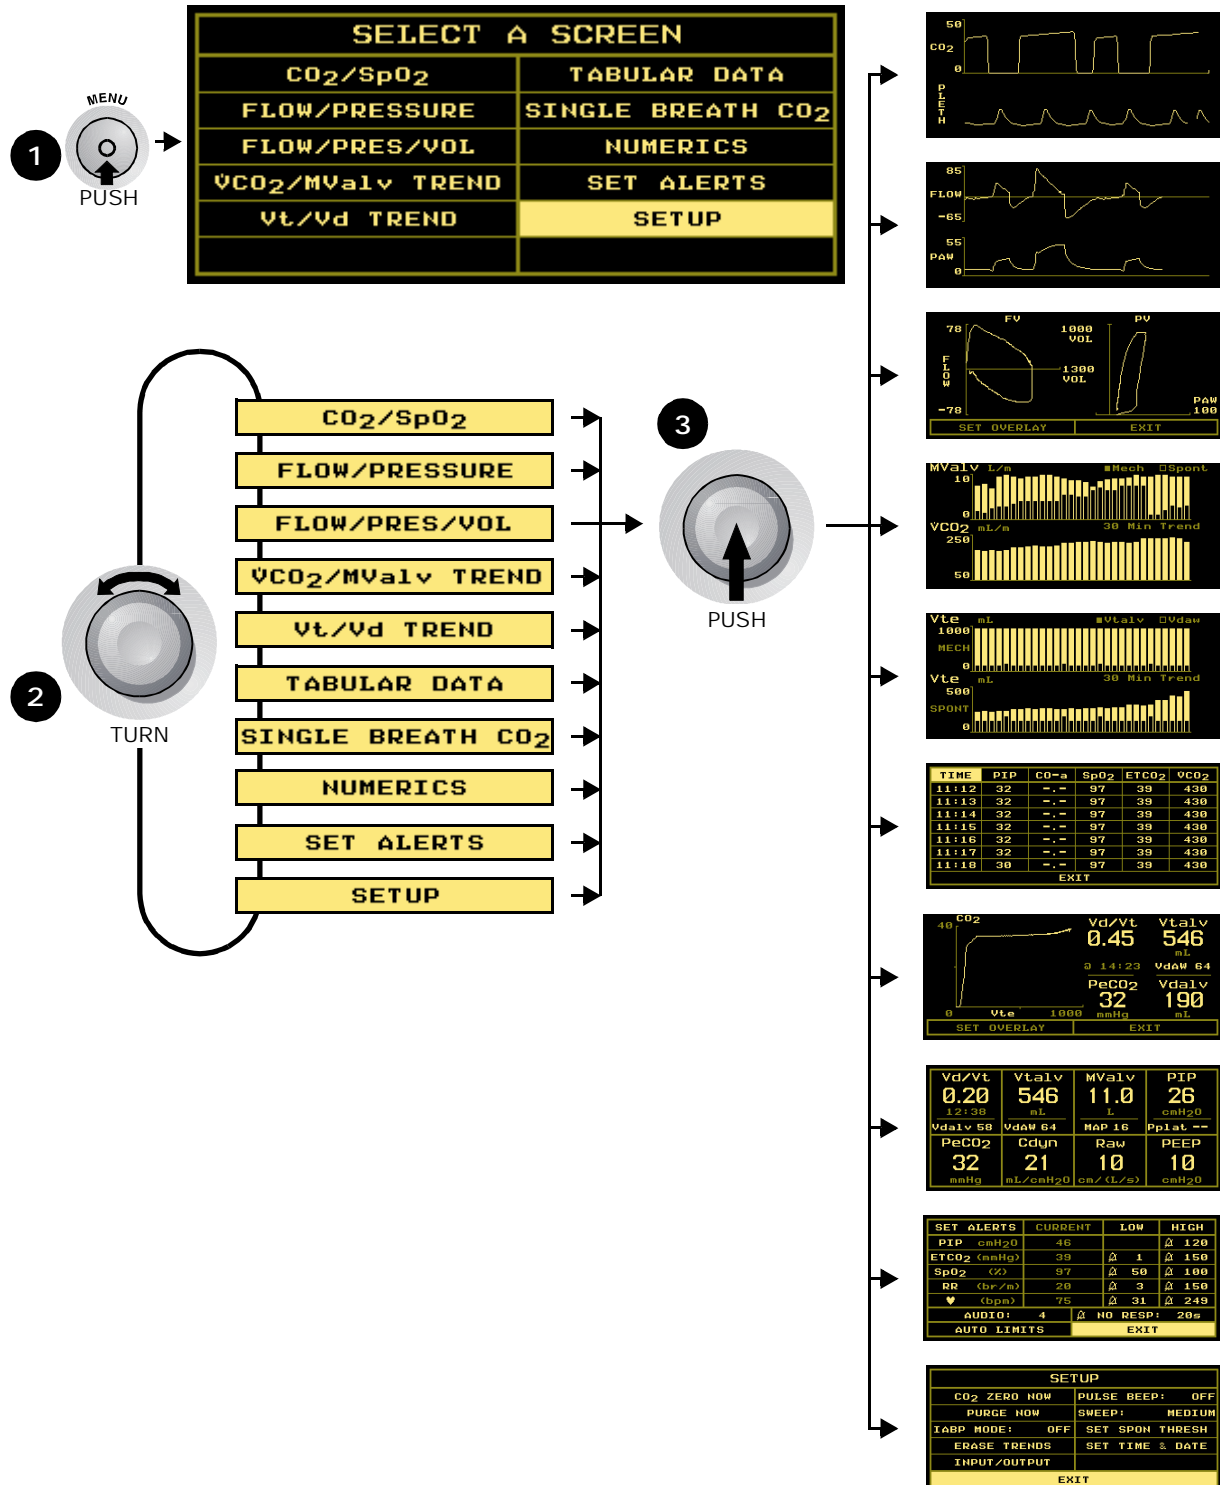 1
MENU
PUSH
SELECT A SCREEN
CO2/SpO2 TABULAR DATA
FLOW/PRESSURE SINGLE BREATH CO2
FLOW/PRES/VOL NUMERICS
V̇CO2/MValv TREND SET ALERTS
Vt/Vd TREND SETUP
2
TURN
CO2/SpO2
FLOW/PRESSURE
FLOW/PRES/VOL
V̇CO2/MValv TREND
Vt/Vd TREND
TABULAR DATA
SINGLE BREATH CO2
NUMERICS
SET ALERTS
SETUP
3
PUSH
50
CO2
0
PLETH
85
FLOW
-65
55
PAW
0
FV PV
78 1000
VOL
FLOW
1300
VOL
-78 PAW
100
SET OVERLAY EXIT
MValv L/m ■Mech □Spont
10
0
V̇CO2 mL/m 30 Min Trend
250
50
Vte mL ■Vtalv □Vdaw
1000
MECH
0
Vte mL 30 Min Trend
500
SPONT
0
TIME PIP CO-a SpO2 ETCO2 V̇CO2
11:12 32 -.- 97 39 430
11:13 32 -.- 97 39 430
11:14 32 -.- 97 39 430
11:15 32 -.- 97 39 430
11:16 32 -.- 97 39 430
11:17 32 -.- 97 39 430
11:18 30 -.- 97 39 430
EXIT
CO2
40
0 Vte 1000
Vd/Vt Vtalv
0.45 546
mL
@ 14:23 VdAW 64
PeCO2 Vdalv
32 190
mmHg mL
SET OVERLAY EXIT
Vd/Vt Vtalv MValv PIP
0.20 546 11.0 26
12:38 mL L cmH2O
Vdalv 58 VdAW 64 MAP 16 Pplat --
PeCO2 Cdyn Raw PEEP
32 21 10 10
mmHg mL/cmH2O cm/(L/s) cmH2O
SET ALERTS CURRENT LOW HIGH
PIP cmH2O 46 120
ETCO2 (mmHg) 39 1 150
SpO2 (%) 97 50 100
RR (br/m) 20 3 150
♥ (bpm) 75 31 249
AUDIO: 4 NO RESP: 20s
AUTO LIMITS EXIT
SETUP
CO2 ZERO NOW PULSE BEEP: OFF
PURGE NOW SWEEP: MEDIUM
IABP MODE: OFF SET SPON THRESH
ERASE TRENDS SET TIME & DATE
INPUT/OUTPUT
EXIT